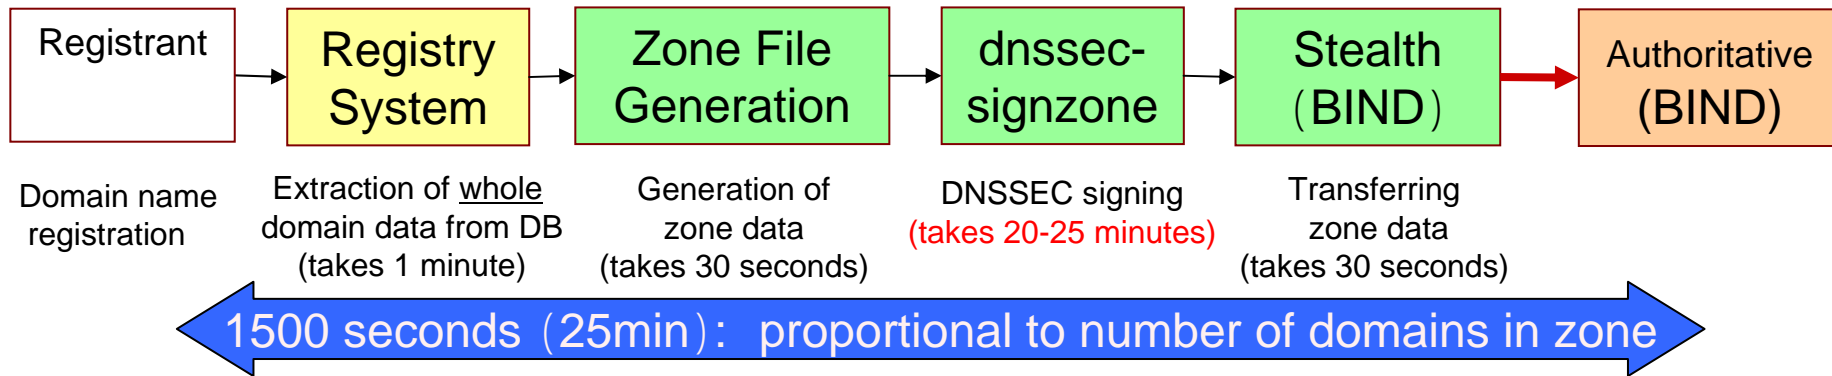 Registrant
Registry
System
Zone File
Generation
dnssec-
signzone
Stealth
(BIND)
Authoritative
(BIND)
Domain name
registration
Extraction of whole
domain data from DB
(takes 1 minute)
Generation of
zone data
(takes 30 seconds)
DNSSEC signing
(takes 20-25 minutes)
Transferring
zone data
(takes 30 seconds)
1500 seconds (25min): proportional to number of domains in zone